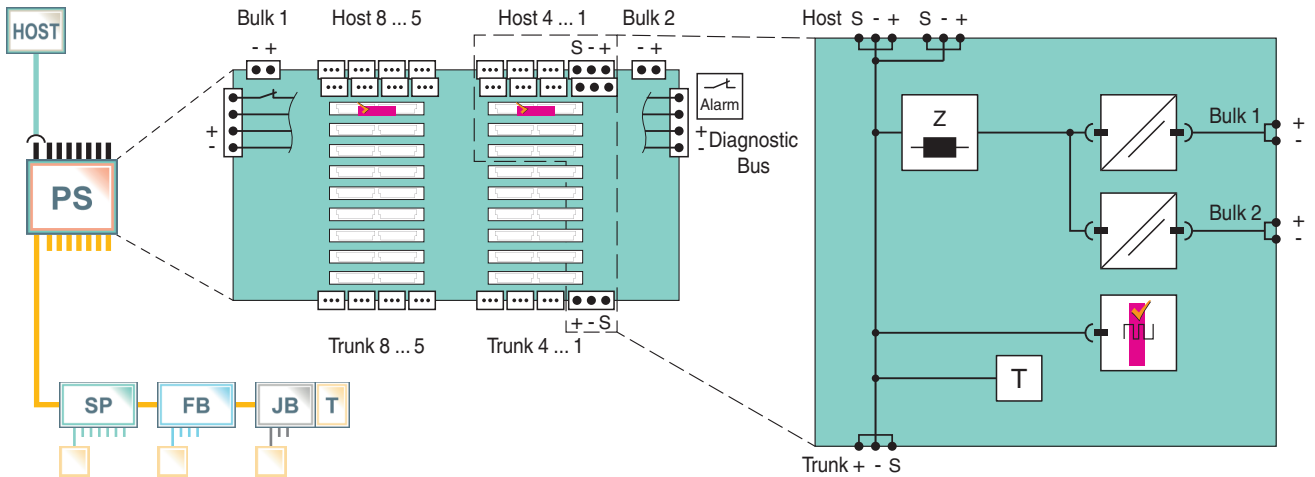 HOST
PS
SP
FB
JB
T
Bulk 1
Host 8 ... 5
Host 4 ... 1
Bulk 2
- +
S - +
- +
+
-
Alarm
+
-
Diagnostic
Bus
+ - S
Trunk 8 ... 5
Trunk 4 ... 1
Host S - + S - +
Z
Bulk 1
+
-
Bulk 2
+
-
T
Trunk + - S